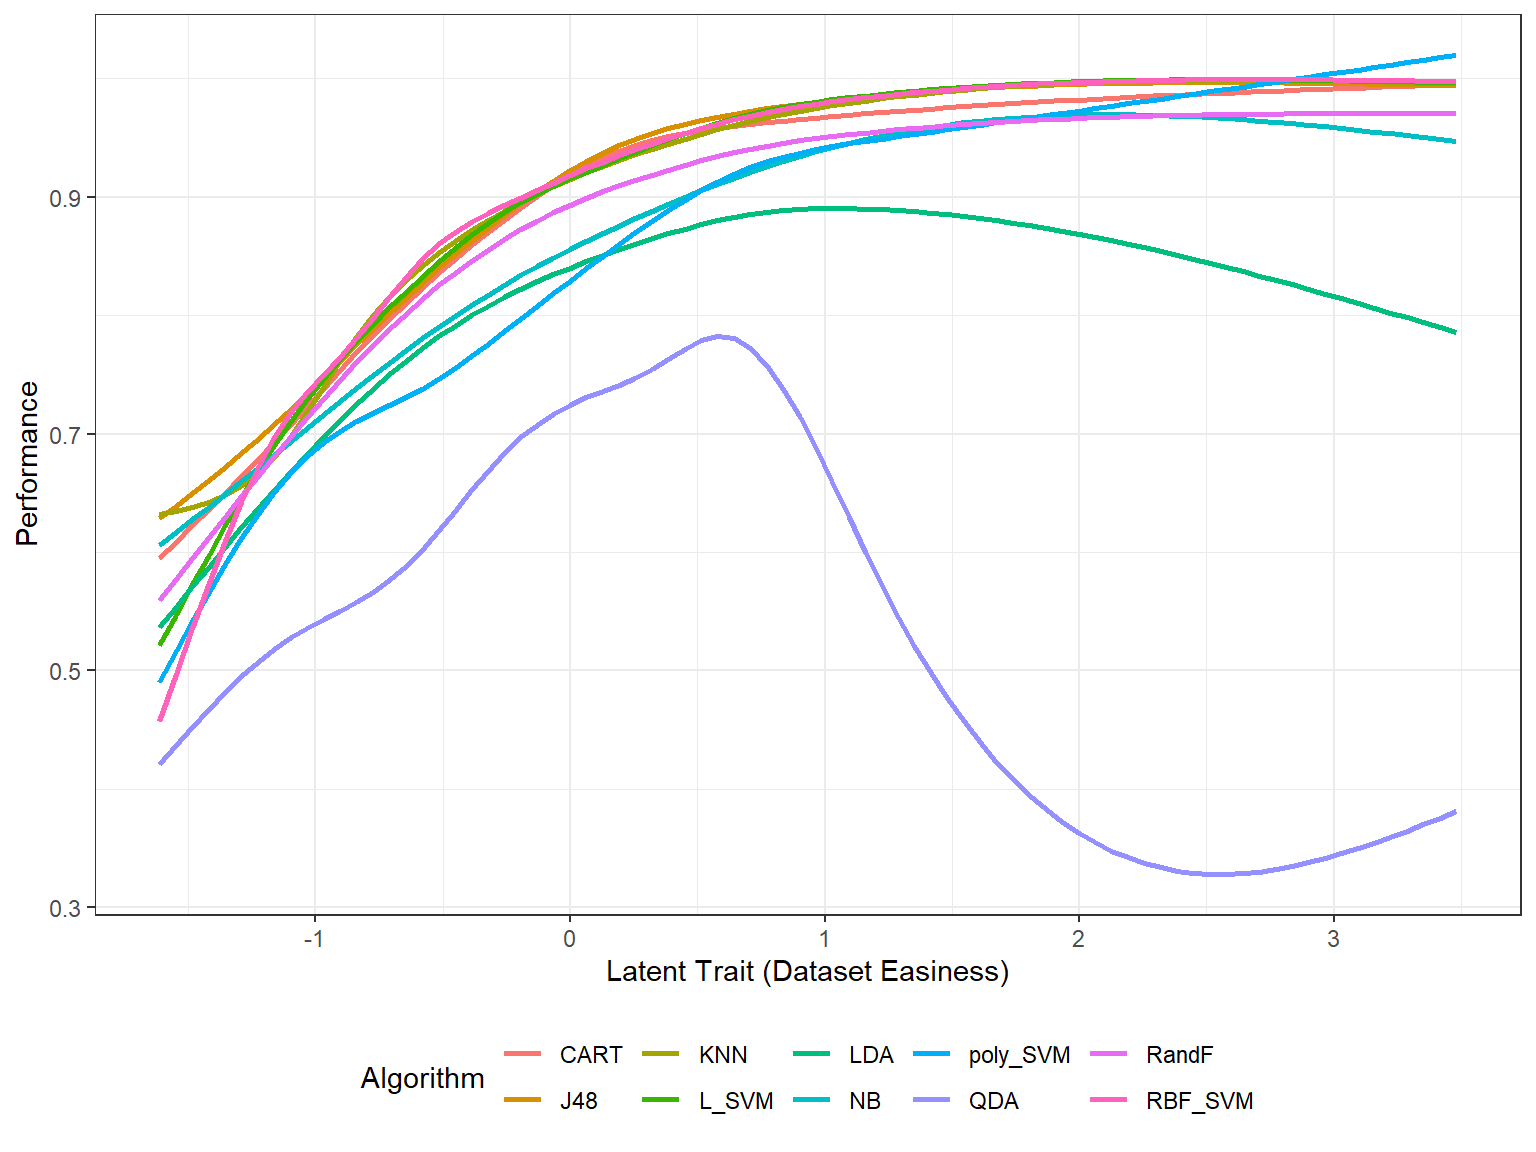 Performance
0.9
0.7
0.5
0.3
-1 0 1 2 3
Latent Trait (Dataset Easiness)
Algorithm
CART KNN LDA poly_SVM RandF
J48 L_SVM NB QDA RBF_SVM